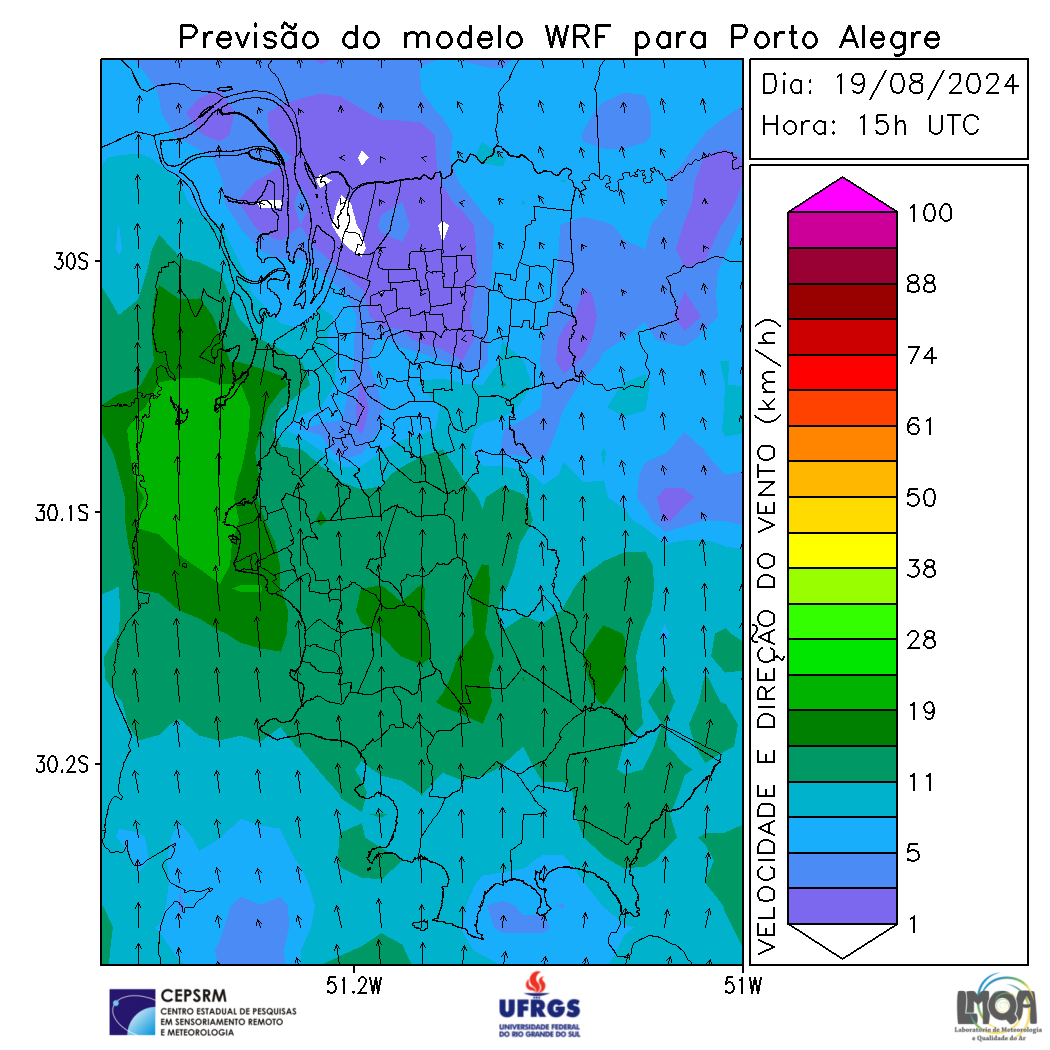 Previsão do modelo WRF para Porto Alegre
Dia: 19/08/2024
Hora: 15h UTC
30S
30.1S
30.2S
51.2W
51W
VELOCIDADE E DIREÇÃO DO VENTO (km/h)
100
88
74
61
50
38
28
19
11
5
1
CEPSRM
CENTRO ESTADUAL DE PESQUISAS
EM SENSORIAMENTO REMOTO
E METEOROLOGIA
UFRGS
UNIVERSIDADE FEDERAL
DO RIO GRANDE DO SUL
LMQA
Laboratório de Meteorologia
e Qualidade do Ar